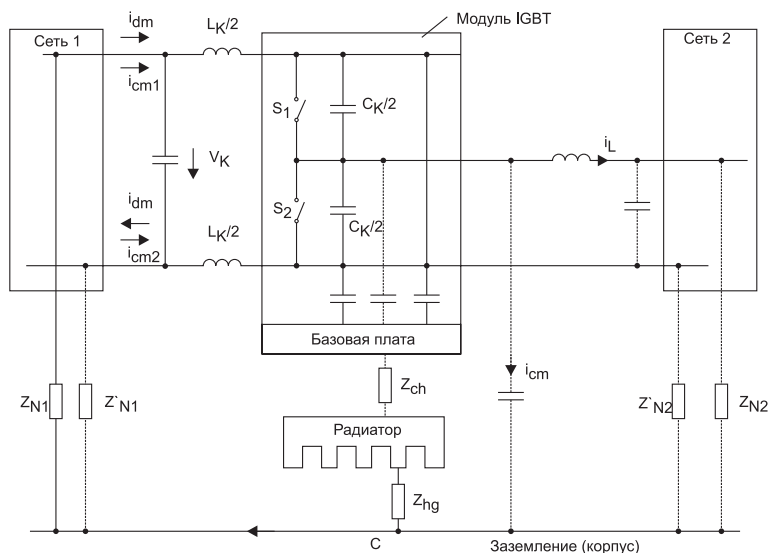 i_dm
L_K/2
Модуль IGBT
Сеть 1
Сеть 2
i_cm1
S_1
C_K/2
V_K
i_L
i_dm
S_2
L_K/2
C_K/2
i_cm2
Базовая плата
Z_ch
i_cm
Z_N1
Z`_N1
Z`_N2
Z_N2
Радиатор
Z_hg
C
Заземление (корпус)